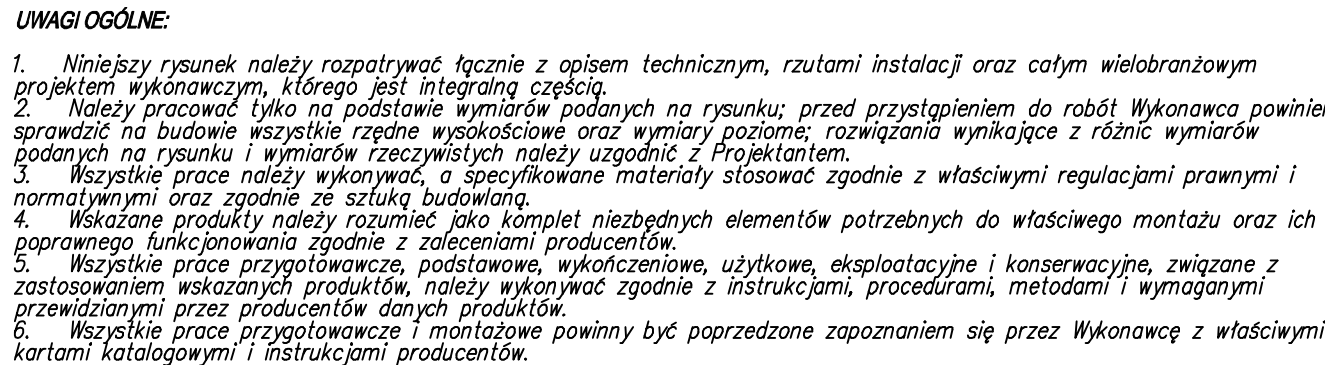 UWAGI OGÓLNE:
1. Niniejszy rysunek należy rozpatrywać łącznie z opisem technicznym, rzutami instalacji oraz całym wielobranżowym
projektem wykonawczym, którego jest integralną częścią.
2. Należy pracować tylko na podstawie wymiarów podanych na rysunku; przed przystąpieniem do robót Wykonawca powinien
sprawdzić na budowie wszystkie rzędne wysokościowe oraz wymiary poziome; rozwiązania wynikające z różnic wymiarów
podanych na rysunku i wymiarów rzeczywistych należy uzgodnić z Projektantem.
3. Wszystkie prace należy wykonywać, a specyfikowane materiały stosować zgodnie z właściwymi regulacjami prawnymi i
normatywnymi oraz zgodnie ze sztuką budowlaną.
4. Wskazane produkty należy rozumieć jako komplet niezbędnych elementów potrzebnych do właściwego montażu oraz ich
poprawnego funkcjonowania zgodnie z zaleceniami producentów.
5. Wszystkie prace przygotowawcze, podstawowe, wykończeniowe, użytkowe, eksploatacyjne i konserwacyjne, związane z
zastosowaniem wskazanych produktów, należy wykonywać zgodnie z instrukcjami, procedurami, metodami i wymaganymi
przewidzianymi przez producentów danych produktów.
6. Wszystkie prace przygotowawcze i montażowe powinny być poprzedzone zapoznaniem się przez Wykonawcę z właściwymi
kartami katalogowymi i instrukcjami producentów.